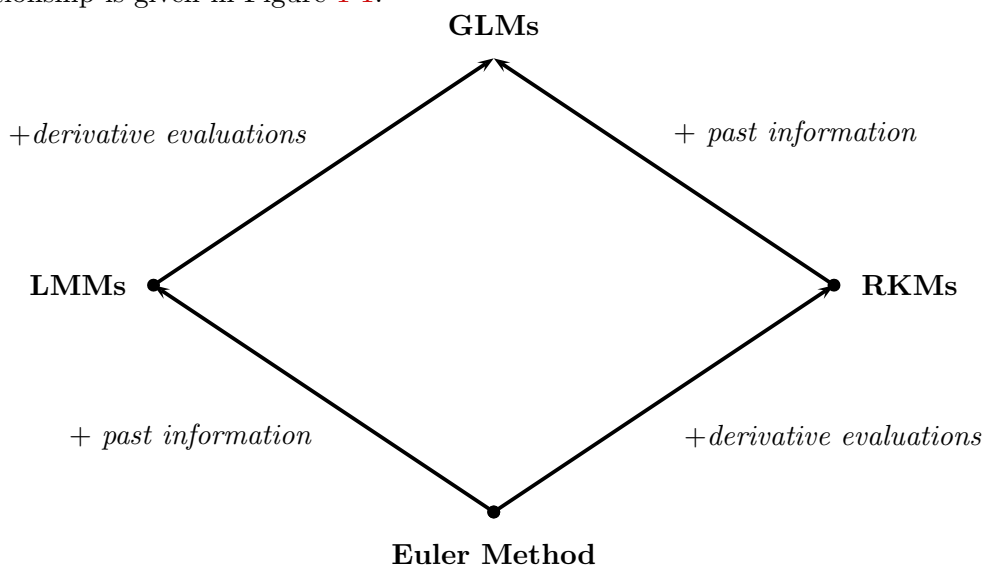 tionship is given in Figure 1-1.
GLMs
+derivative evaluations
+ past information
LMMs
RKMs
+ past information
+derivative evaluations
Euler Method